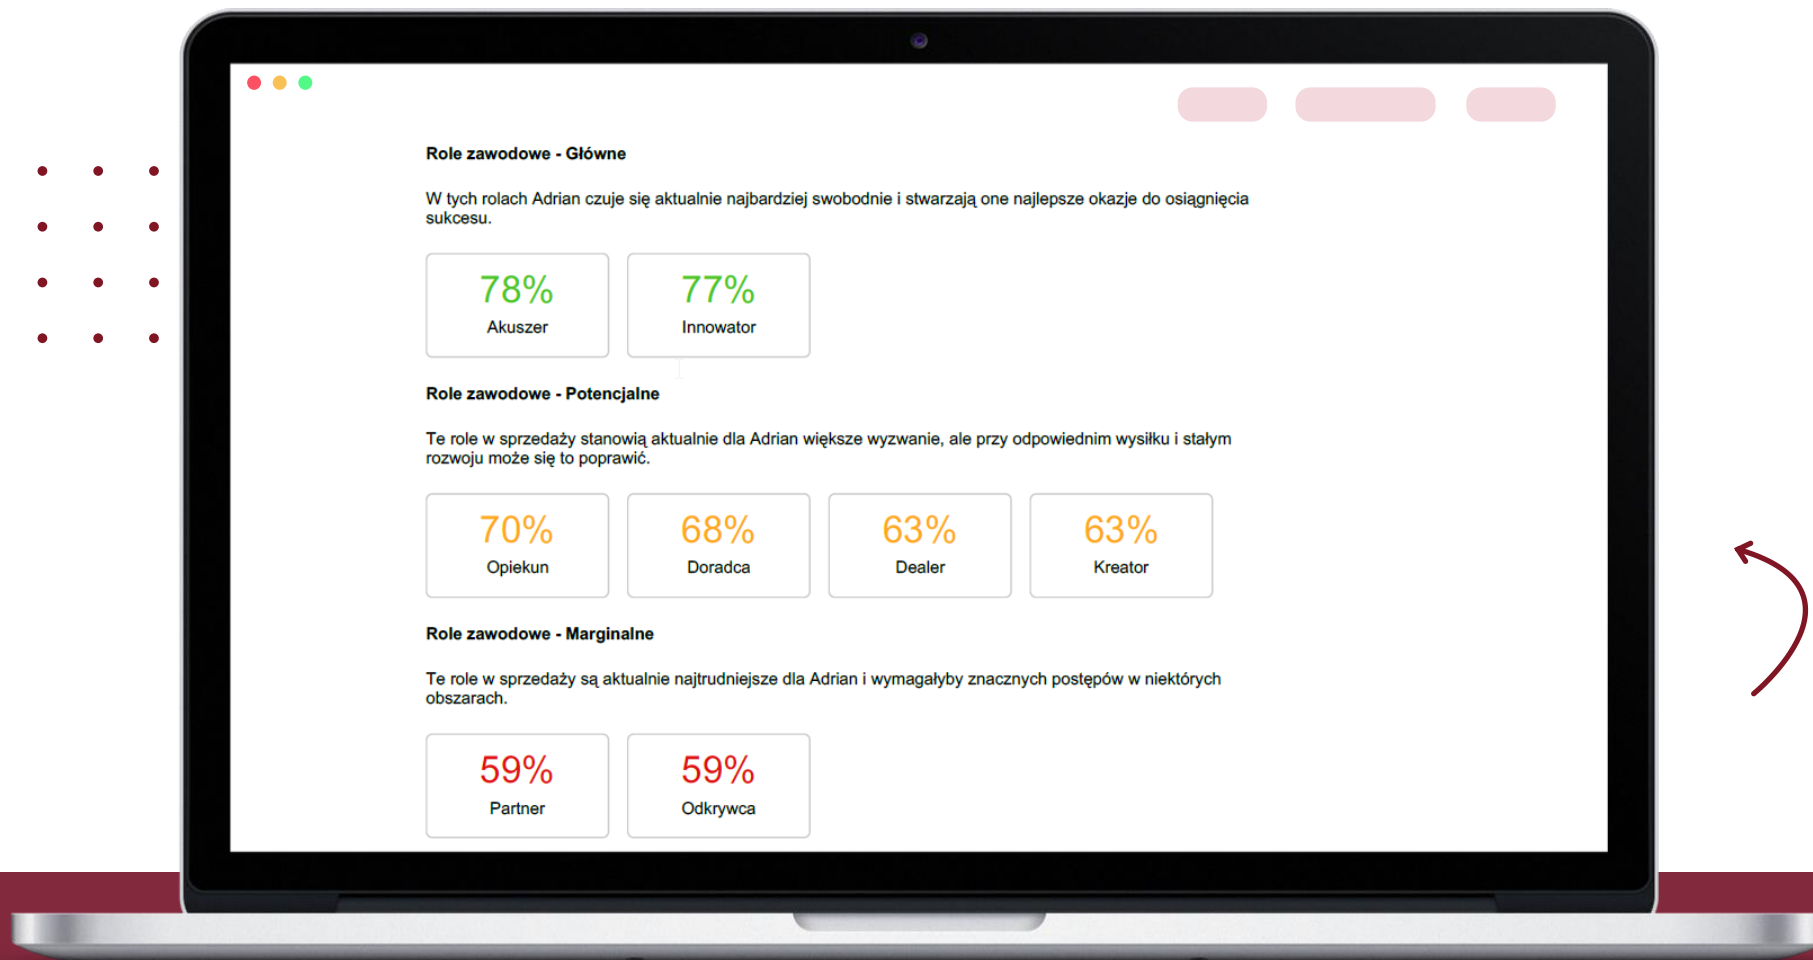 Role zawodowe - Główne
W tych rolach Adrian czuje się aktualnie najbardziej swobodnie i stwarzają one najlepsze okazje do osiągnięcia
sukcesu.
78%
Akuszer
77%
Innowator
Role zawodowe - Potencjalne
Te role w sprzedaży stanowią aktualnie dla Adrian większe wyzwanie, ale przy odpowiednim wysiłku i stałym
rozwoju może się to poprawić.
70%
Opiekun
68%
Doradca
63%
Dealer
63%
Kreator
Role zawodowe - Marginalne
Te role w sprzedaży są aktualnie najtrudniejsze dla Adrian i wymagałyby znacznych postępów w niektórych
obszarach.
59%
Partner
59%
Odkrywca